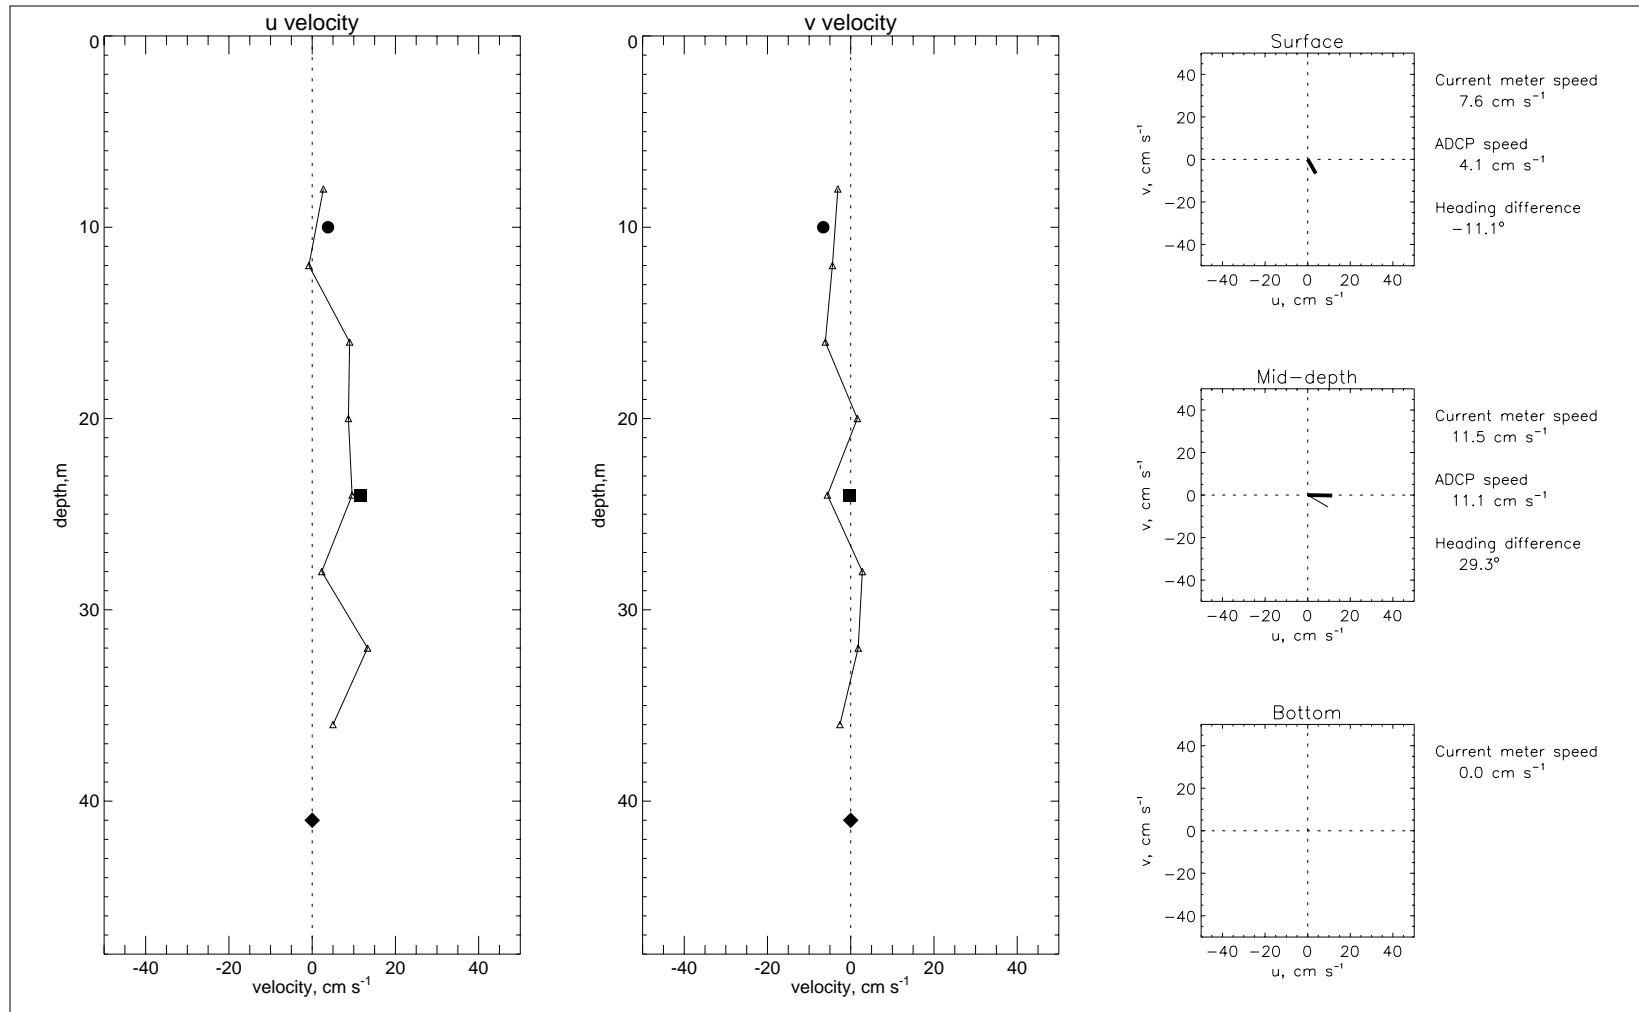 u velocity
0
10
20
30
40
depth,m
-40 -20 0 20 40
velocity, cm s⁻¹
v velocity
0
10
20
30
40
depth,m
-40 -20 0 20 40
velocity, cm s⁻¹
Surface
40
20
0
−20
−40
v, cm s⁻¹
−40 −20 0 20 40
u, cm s⁻¹
Current meter speed
7.6 cm s⁻¹
ADCP speed
4.1 cm s⁻¹
Heading difference
−11.1°
Mid−depth
40
20
0
−20
−40
v, cm s⁻¹
−40 −20 0 20 40
u, cm s⁻¹
Current meter speed
11.5 cm s⁻¹
ADCP speed
11.1 cm s⁻¹
Heading difference
29.3°
Bottom
40
20
0
−20
−40
v, cm s⁻¹
−40 −20 0 20 40
u, cm s⁻¹
Current meter speed
0.0 cm s⁻¹